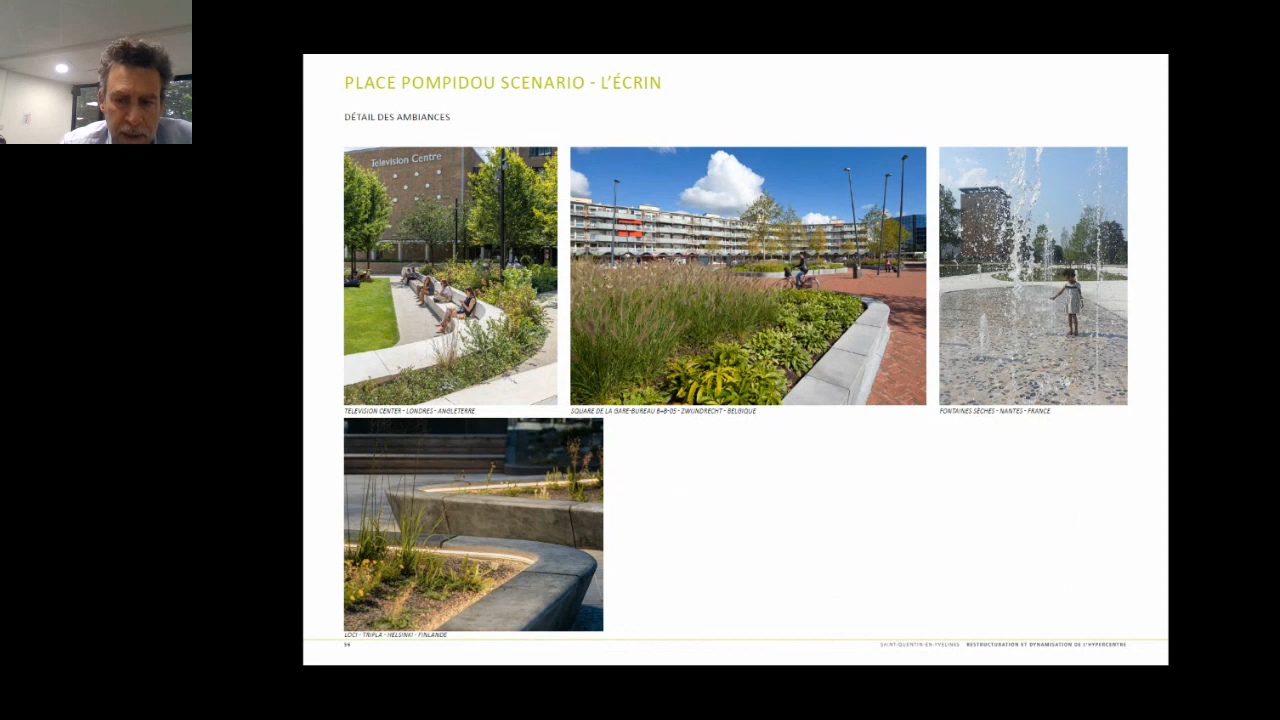 PLACE POMPIDOU SCENARIO - L'ÉCRIN
DÉTAIL DES AMBIANCES
Television Centre
TELEVISION CENTER - LONDRES - ANGLETERRE
SQUARE DE LA GARE-BUREAU B+B-05 - ZWIJNDRECHT - BELGIQUE
FONTAINES SÈCHES - NANTES - FRANCE
LOCI - TRIPLA - HELSINKI - FINLANDE
56
SAINT-QUENTIN-EN-YVELINES RESTRUCTURATION ET DYNAMISATION DE L'HYPERCENTRE